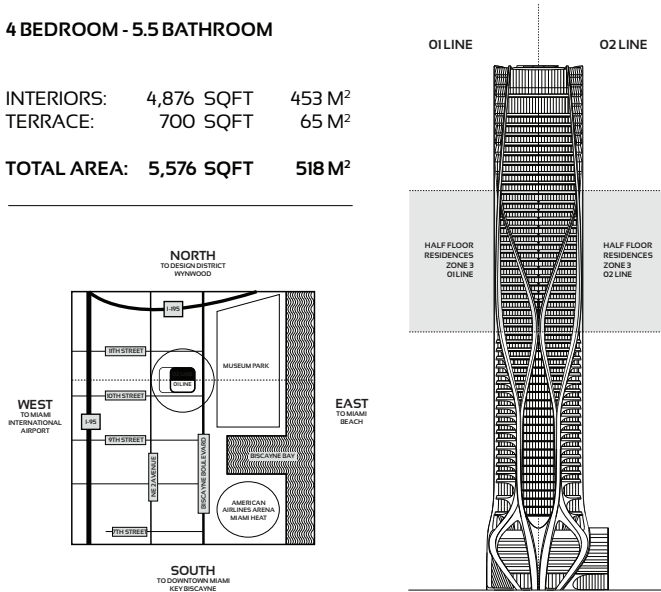 4 BEDROOM - 5.5 BATHROOM
INTERIORS: 4,876 SQFT 453 M²
TERRACE: 700 SQFT 65 M²
TOTAL AREA: 5,576 SQFT 518 M²
NORTH
TO DESIGN DISTRICT
WYNWOOD
I-195
11TH STREET
MUSEUM PARK
01 LINE
10TH STREET
WEST
TO MIAMI
INTERNATIONAL
AIRPORT
I-95
EAST
TO MIAMI
BEACH
9TH STREET
NE 2 AVENUE
BISCAYNE BOULEVARD
BISCAYNE BAY
AMERICAN
AIRLINES ARENA
MIAMI HEAT
7TH STREET
SOUTH
TO DOWNTOWN MIAMI
KEY BISCAYNE
01 LINE
02 LINE
HALF FLOOR
RESIDENCES
ZONE 3
01 LINE
HALF FLOOR
RESIDENCES
ZONE 3
02 LINE